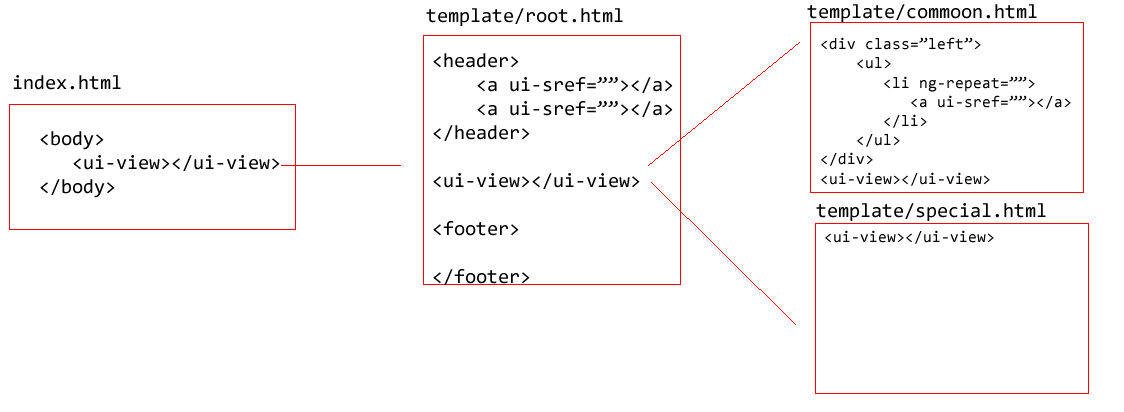 index.html
<body>
<ui-view></ui-view>
</body>
template/root.html
<header>
<a ui-sref=””></a>
<a ui-sref=””></a>
</header>
<ui-view></ui-view>
<footer>
</footer>
template/commoon.html
<div class=”left”>
<ul>
<li ng-repeat=””>
<a ui-sref=””></a>
</li>
</ul>
</div>
<ui-view></ui-view>
template/special.html
<ui-view></ui-view>